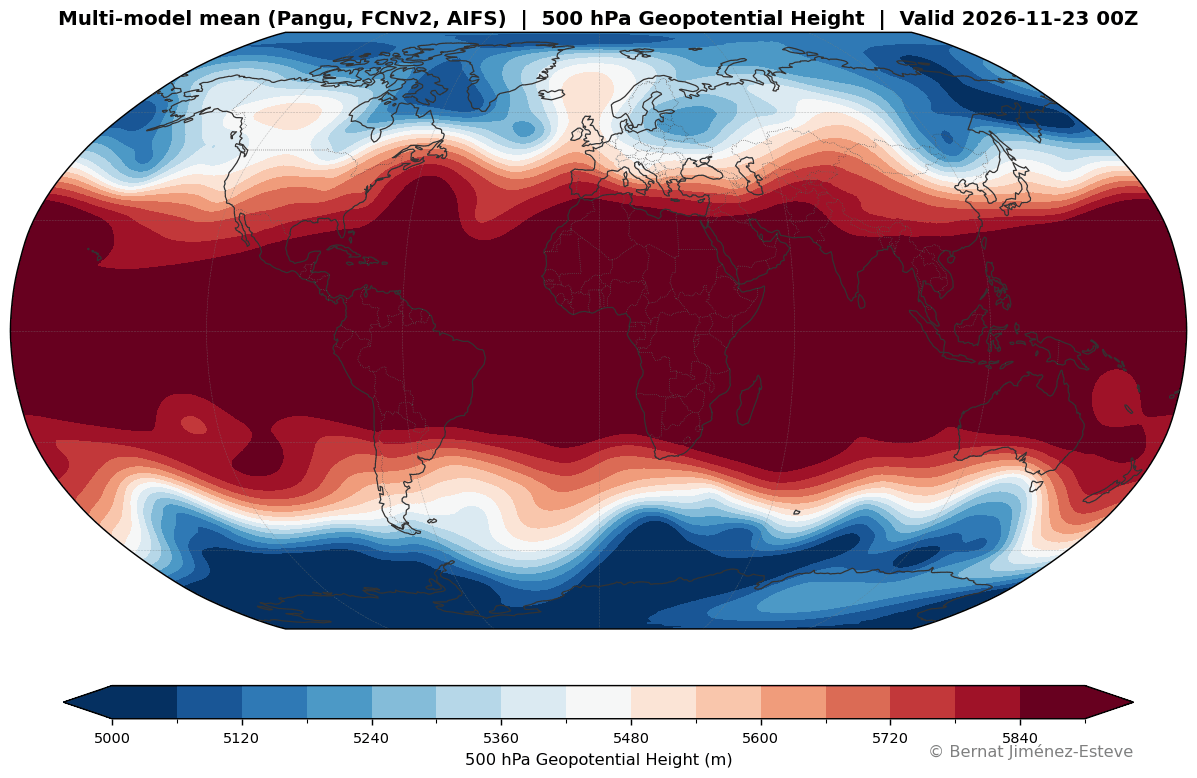 Multi-model mean (Pangu, FCNv2, AIFS) | 500 hPa Geopotential Height | Valid 2026-11-23 00Z
5000 5120 5240 5360 5480 5600 5720 5840
500 hPa Geopotential Height (m)
© Bernat Jiménez-Esteve